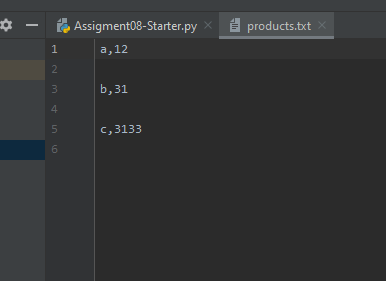 Assigment08-Starter.py products.txt
1 a,12
2
3 b,31
4
5 c,3133
6